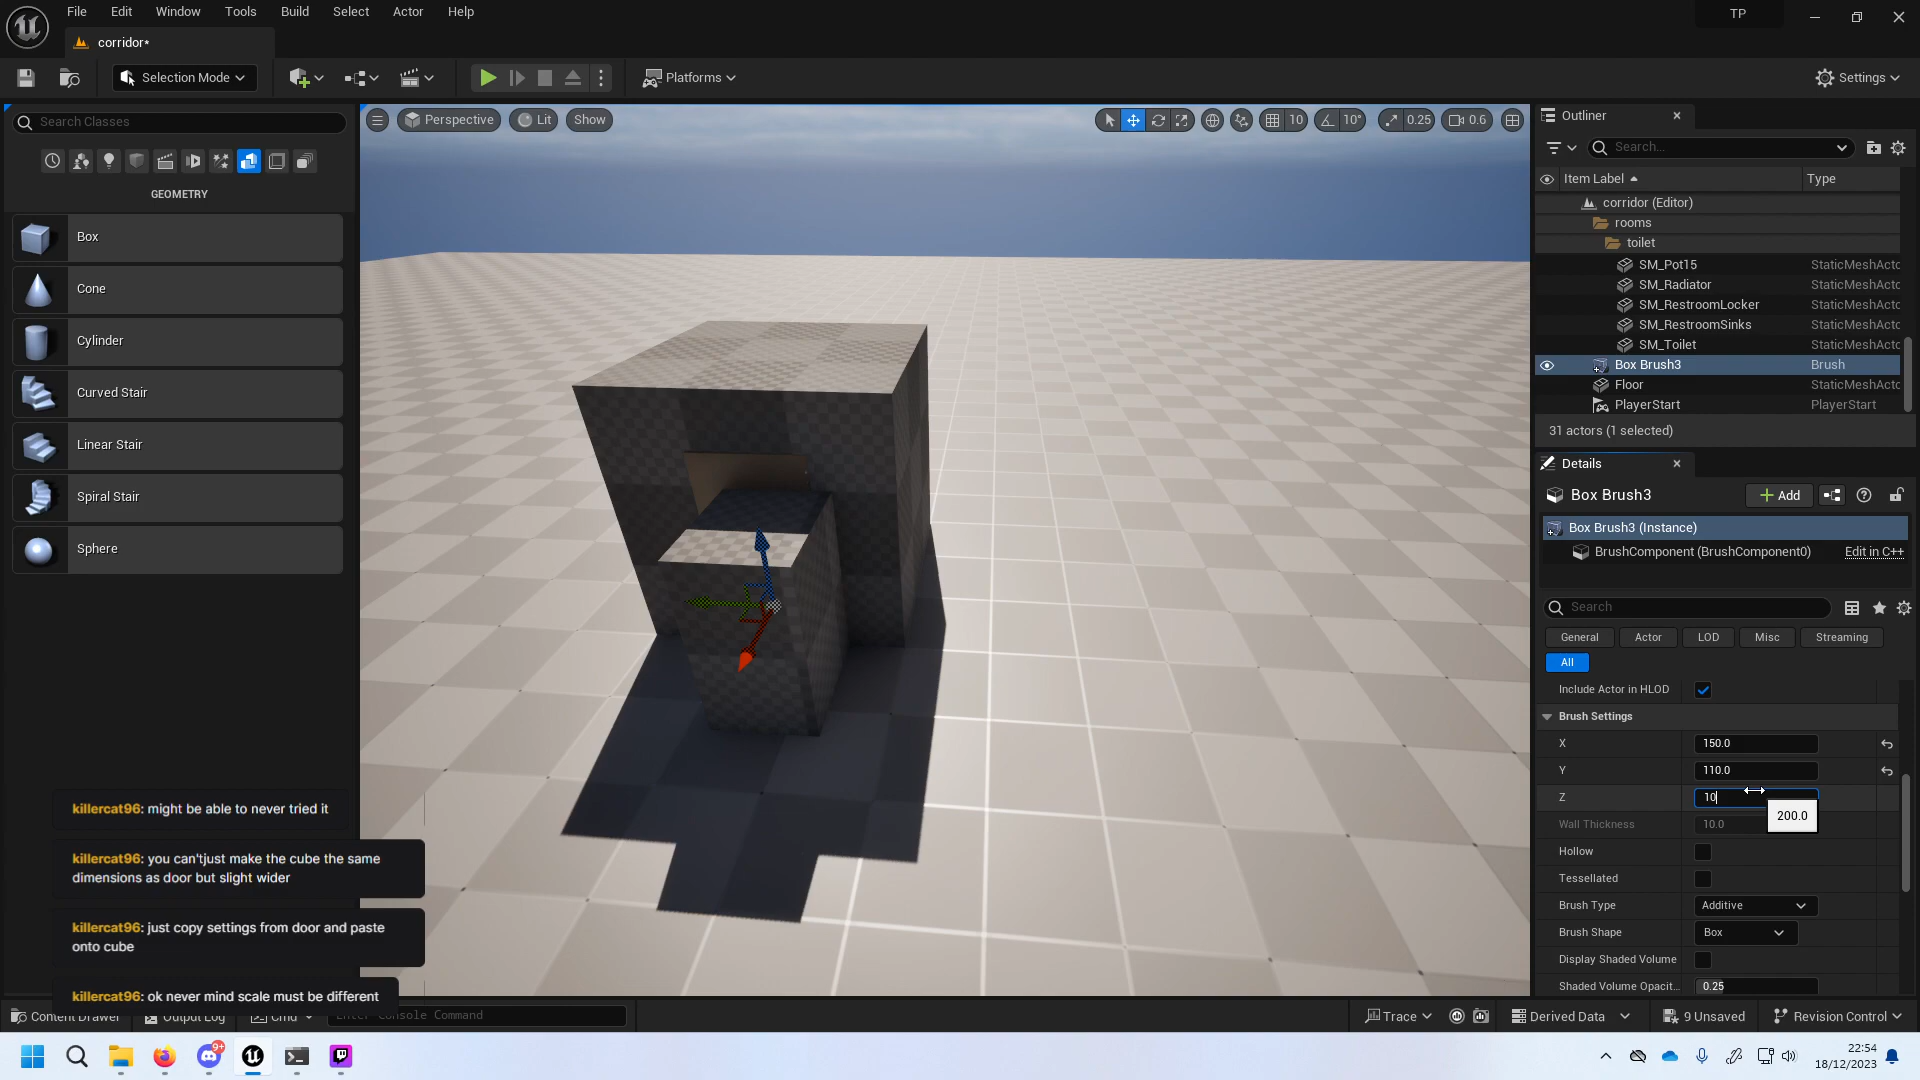 File
Edit
Window
Tools
Build
Select
Actor
Help
TP
corridor*
Selection Mode
Platforms
Settings
Search Classes
GEOMETRY
Box
Cone
Cylinder
Curved Stair
Linear Stair
Spiral Stair
Sphere
Perspective
Lit
Show
10
10°
0.25
0.6
killercat96: might be able to never tried it
killercat96: you can'tjust make the cube the same
dimensions as door but slight wider
killercat96: just copy settings from door and paste
onto cube
killercat96: ok never mind scale must be different
Outliner
Search...
Item Label
Type
corridor (Editor)
rooms
toilet
SM_Pot15
StaticMeshActo
SM_Radiator
StaticMeshActo
SM_RestroomLocker
StaticMeshActo
SM_RestroomSinks
StaticMeshActo
SM_Toilet
StaticMeshActo
Box Brush3
Brush
Floor
StaticMeshActo
PlayerStart
PlayerStart
31 actors (1 selected)
Details
Box Brush3
Add
Box Brush3 (Instance)
BrushComponent (BrushComponent0)
Edit in C++
Search
General
Actor
LOD
Misc
Streaming
All
Include Actor in HLOD
Brush Settings
X
150.0
Y
110.0
Z
10
200.0
Wall Thickness
10.0
Hollow
Tessellated
Brush Type
Additive
Brush Shape
Box
Display Shaded Volume
Shaded Volume Opacit...
0.25
Content Drawer
Output Log
Cmd
Enter Console Command
Trace
Derived Data
9 Unsaved
Revision Control
9+
22:54
18/12/2023